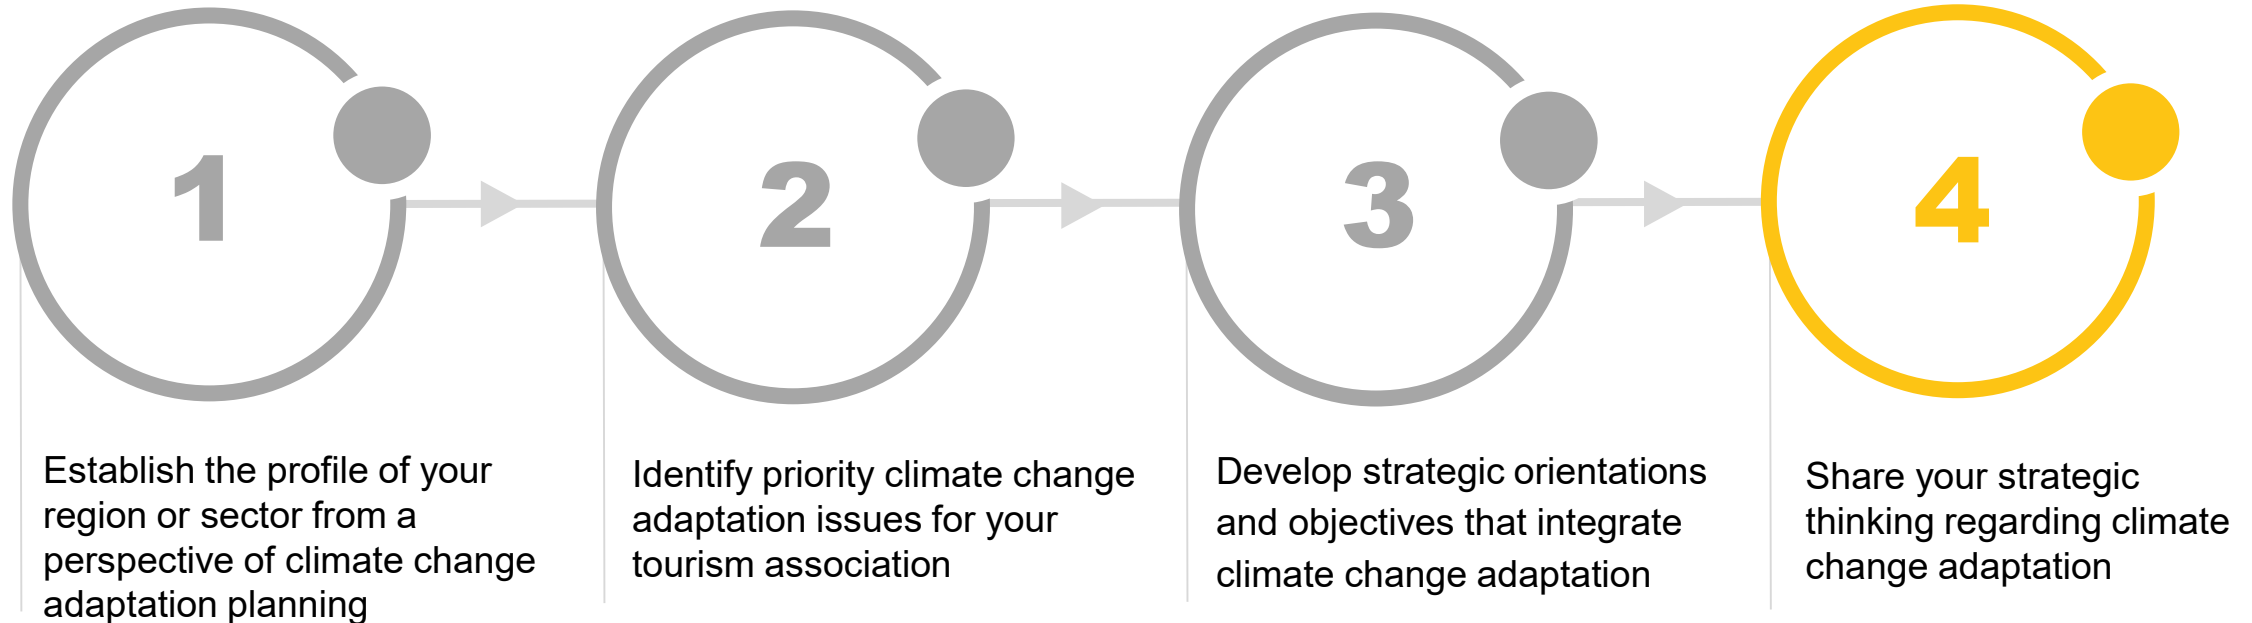 1
Establish the profile of your
region or sector from a
perspective of climate change
adaptation planning
2
Identify priority climate change
adaptation issues for your
tourism association
3
Develop strategic orientations
and objectives that integrate
climate change adaptation
4
Share your strategic
thinking regarding climate
change adaptation